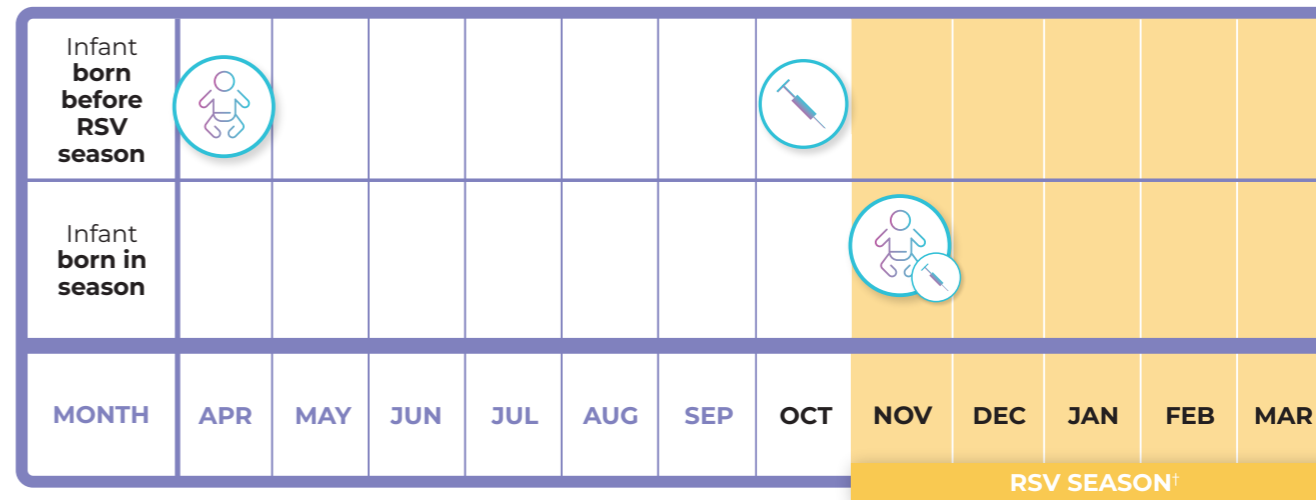 Infant
born
before
RSV
season
Infant
born in
season
MONTH APR MAY JUN JUL AUG SEP OCT NOV DEC JAN FEB MAR
RSV SEASON†